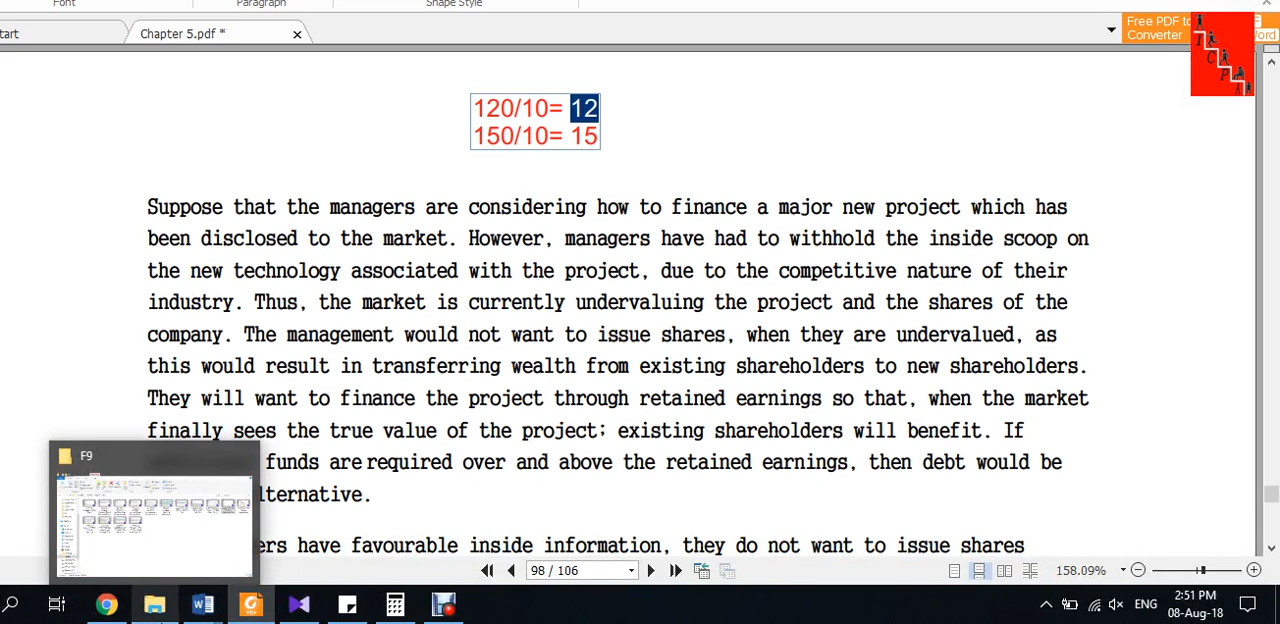 Font
Paragraph
Shape Style
tart
Chapter 5.pdf *
Free PDF to
Converter
Word
I
C
P
A
120/10= 12
150/10= 15
Suppose that the managers are considering how to finance a major new project which has
been disclosed to the market. However, managers have had to withhold the inside scoop on
the new technology associated with the project, due to the competitive nature of their
industry. Thus, the market is currently undervaluing the project and the shares of the
company. The management would not want to issue shares, when they are undervalued, as
this would result in transferring wealth from existing shareholders to new shareholders.
They will want to finance the project through retained earnings so that, when the market
finally sees the true value of the project; existing shareholders will benefit. If
funds are required over and above the retained earnings, then debt would be
lternative.
ers have favourable inside information, they do not want to issue shares
F9
98 / 106
158.09%
ENG
2:51 PM
08-Aug-18